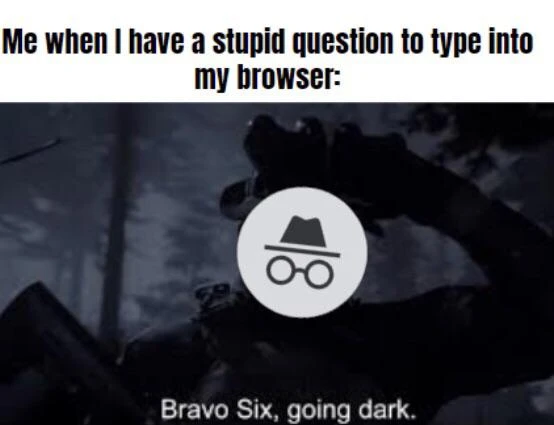 Me when I have a stupid question to type into
my browser:
Bravo Six, going dark.